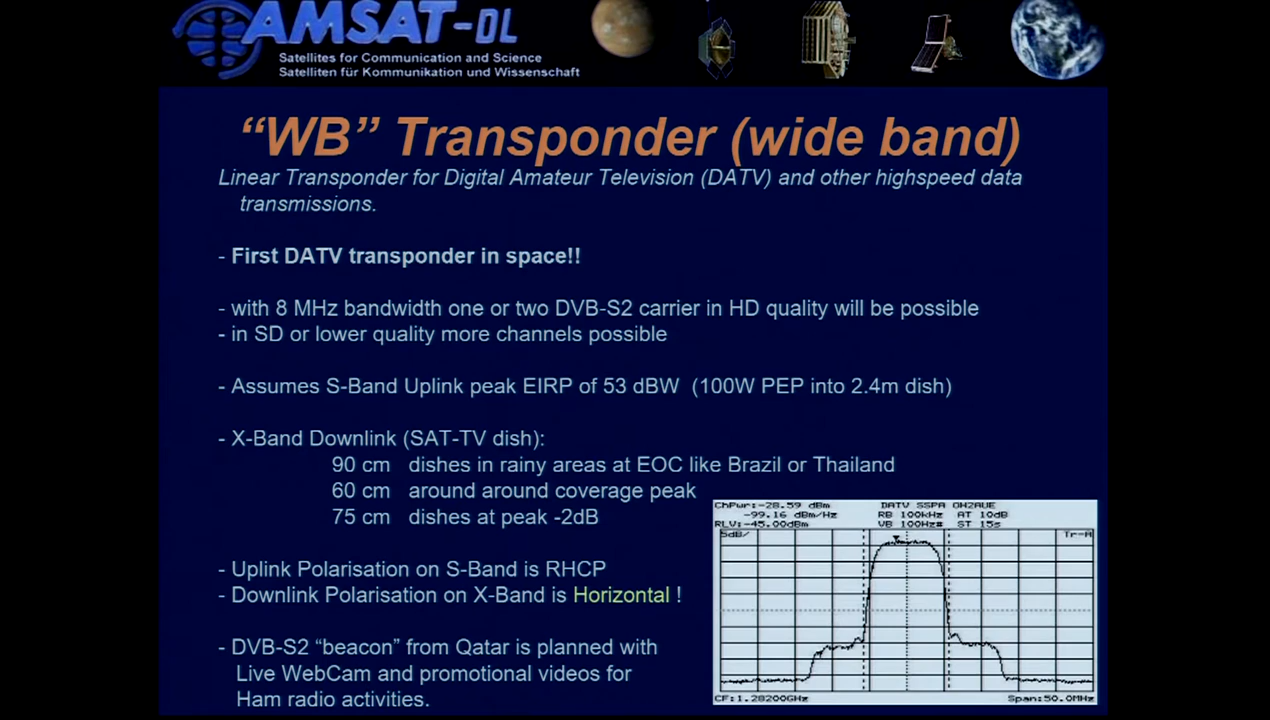 AMSAT-DL
Satellites for Communication and Science
Satelliten für Kommunikation und Wissenschaft
“WB” Transponder (wide band)
Linear Transponder for Digital Amateur Television (DATV) and other highspeed data
transmissions.
- First DATV transponder in space!!
- with 8 MHz bandwidth one or two DVB-S2 carrier in HD quality will be possible
- in SD or lower quality more channels possible
- Assumes S-Band Uplink peak EIRP of 53 dBW (100W PEP into 2.4m dish)
- X-Band Downlink (SAT-TV dish):
90 cm dishes in rainy areas at EOC like Brazil or Thailand
60 cm around around coverage peak
75 cm dishes at peak -2dB
- Uplink Polarisation on S-Band is RHCP
- Downlink Polarisation on X-Band is Horizontal !
- DVB-S2 “beacon” from Qatar is planned with
Live WebCam and promotional videos for
Ham radio activities.
ChPwr:-28.59 dBm DATV SSPA OH2AUE
-99.16 dBm/Hz RB 100kHz AT 10dB
RLV:-45.00dBm VB 100Hz# ST 15s
5dB/ Tr-A
CF:1.28200GHz Span:50.0MHz